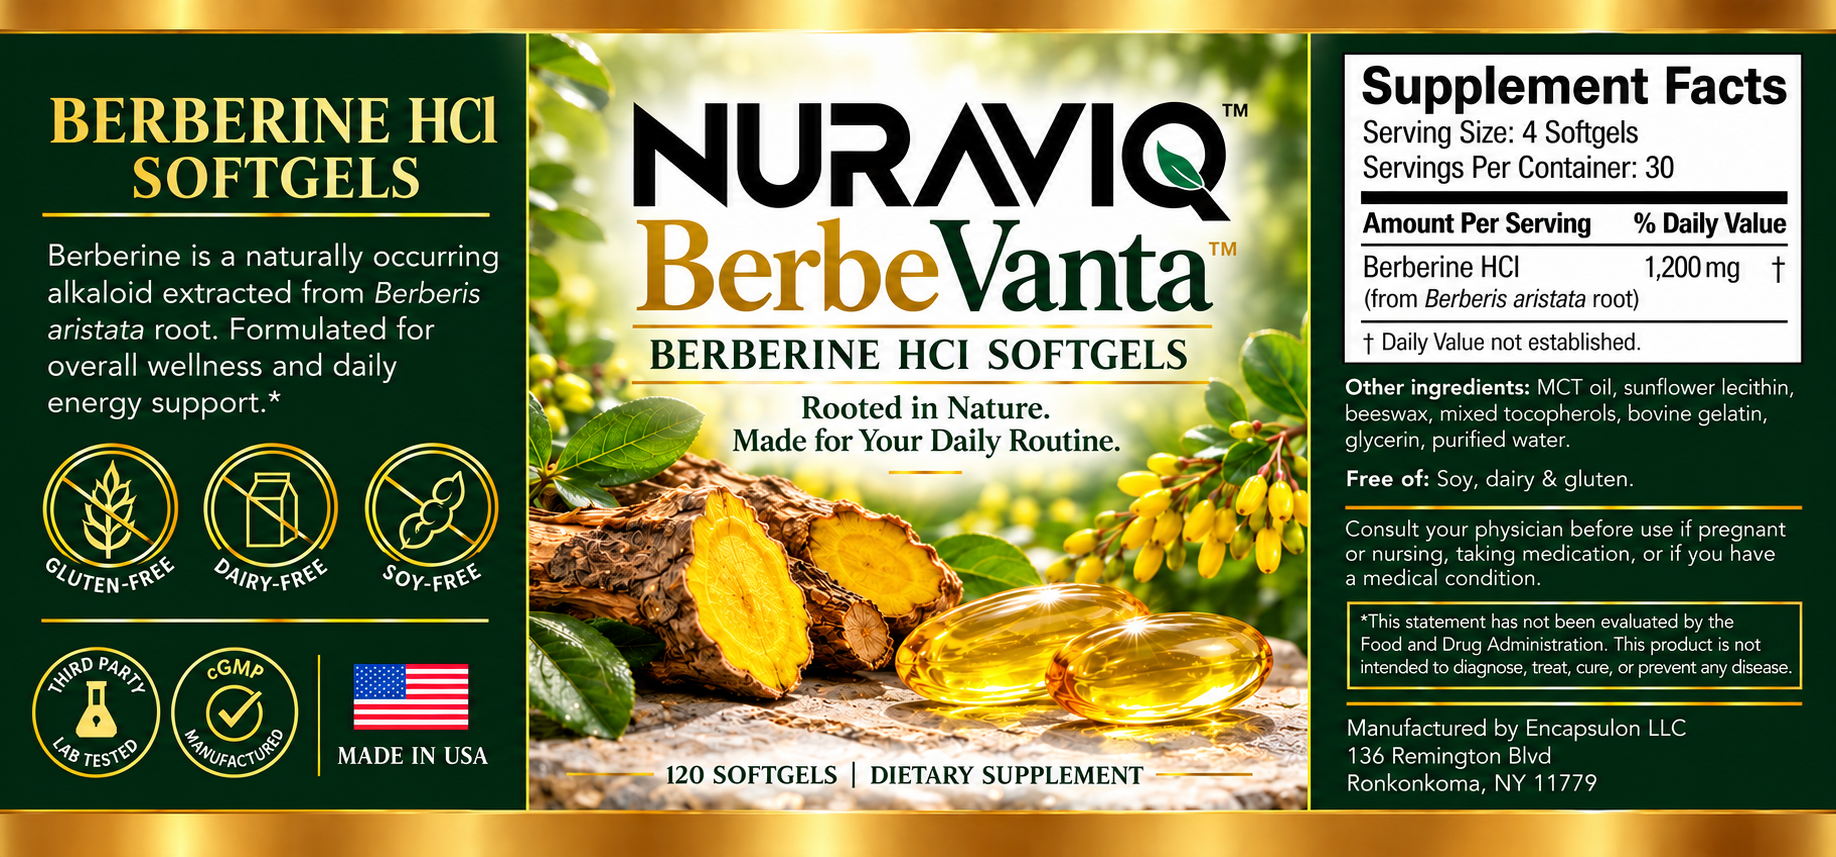 BERBERINE HCl
SOFTGELS
Berberine is a naturally occurring
alkaloid extracted from Berberis
aristata root. Formulated for
overall wellness and daily
energy support.*
GLUTEN-FREE
DAIRY-FREE
SOY-FREE
THIRD PARTY
LAB TESTED
cGMP
MANUFACTURED
MADE IN USA
NURAVIQ™
BerbeVanta™
BERBERINE HCl SOFTGELS
Rooted in Nature.
Made for Your Daily Routine.
120 SOFTGELS | DIETARY SUPPLEMENT
Supplement Facts
Serving Size: 4 Softgels
Servings Per Container: 30
Amount Per Serving % Daily Value
Berberine HCl 1,200 mg †
(from Berberis aristata root)
† Daily Value not established.
Other ingredients: MCT oil, sunflower lecithin,
beeswax, mixed tocopherols, bovine gelatin,
glycerin, purified water.
Free of: Soy, dairy & gluten.
Consult your physician before use if pregnant
or nursing, taking medication, or if you have
a medical condition.
*This statement has not been evaluated by the
Food and Drug Administration. This product is not
intended to diagnose, treat, cure, or prevent any disease.
Manufactured by Encapsulon LLC
136 Remington Blvd
Ronkonkoma, NY 11779